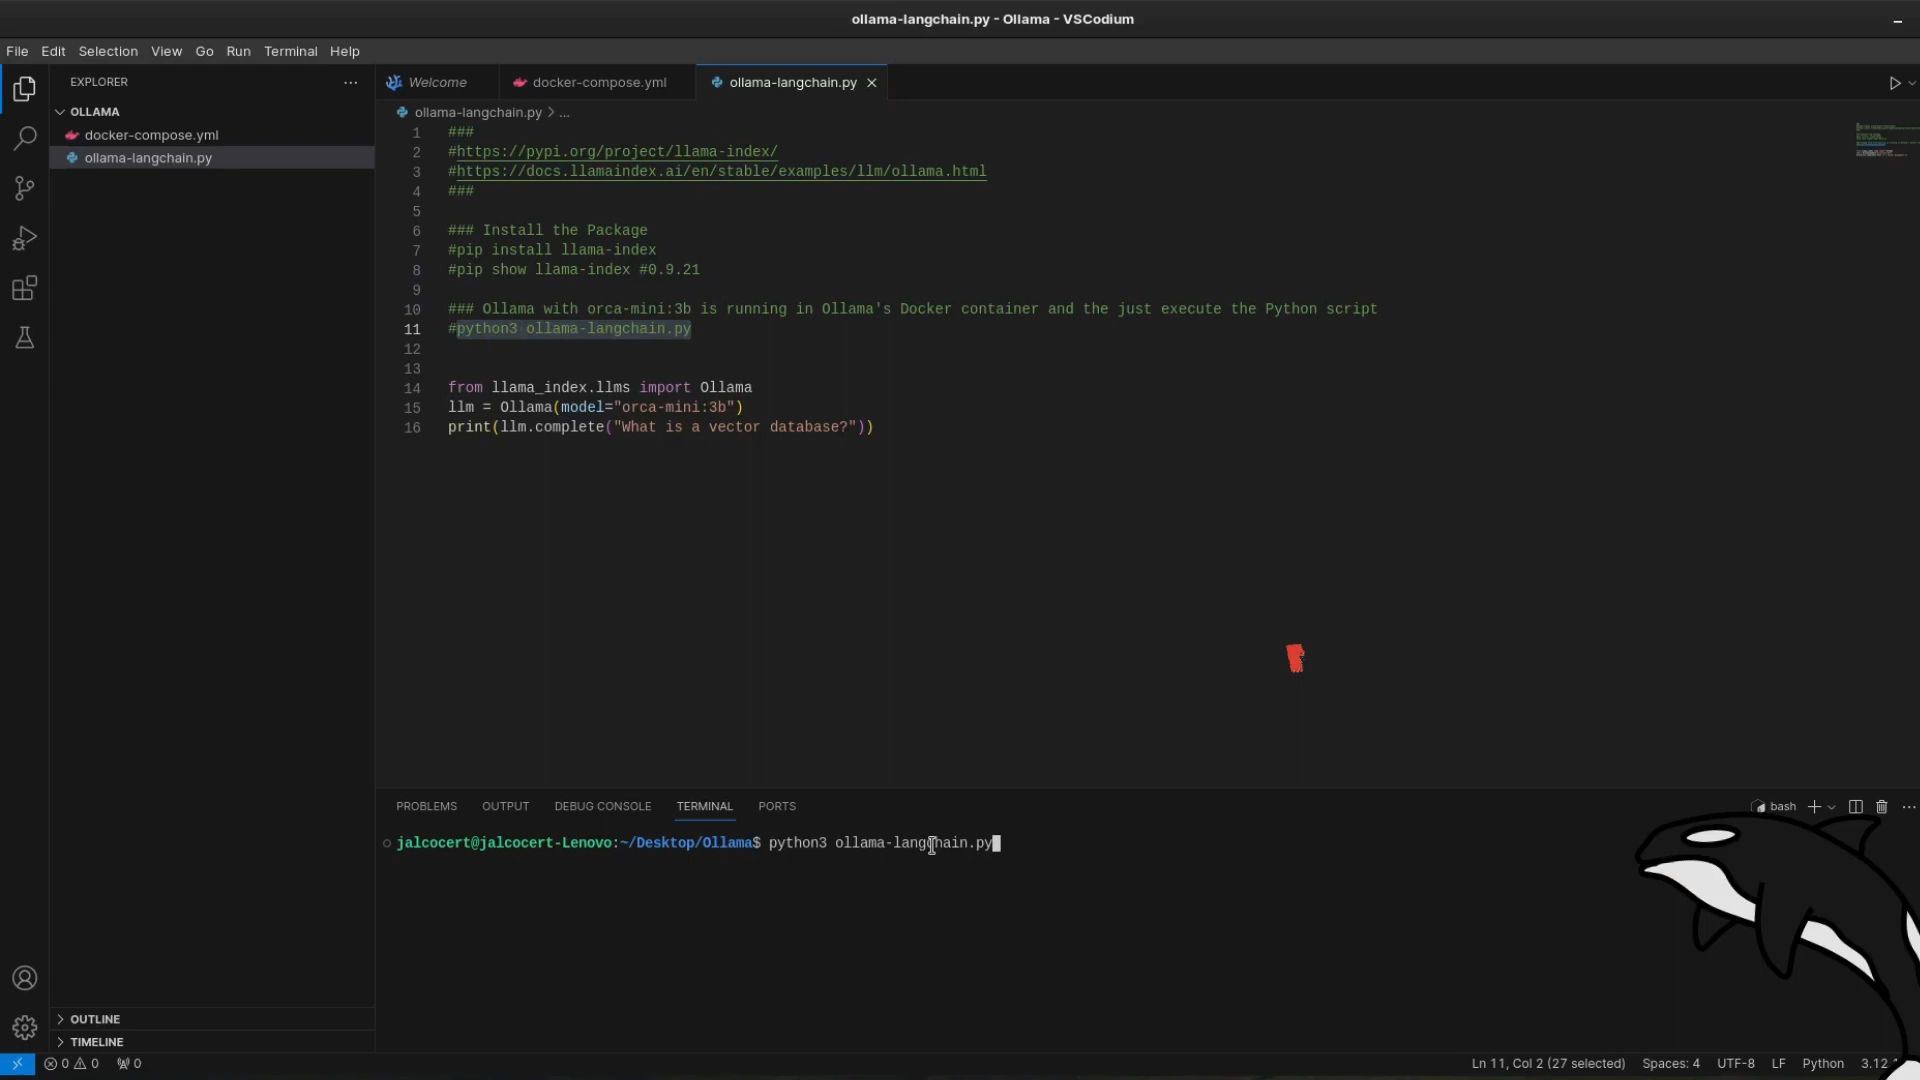 ollama-langchain.py - Ollama - VSCodium
File Edit Selection View Go Run Terminal Help
EXPLORER
OLLAMA
docker-compose.yml
ollama-langchain.py
Welcome docker-compose.yml ollama-langchain.py
ollama-langchain.py > ...
1 ###
2 #https://pypi.org/project/llama-index/
3 #https://docs.llamaindex.ai/en/stable/examples/llm/ollama.html
4 ###
5
6 ### Install the Package
7 #pip install llama-index
8 #pip show llama-index #0.9.21
9
10 ### Ollama with orca-mini:3b is running in Ollama's Docker container and the just execute the Python script
11 #python3 ollama-langchain.py
12
13
14 from llama_index.llms import Ollama
15 llm = Ollama(model="orca-mini:3b")
16 print(llm.complete("What is a vector database?"))
PROBLEMS OUTPUT DEBUG CONSOLE TERMINAL PORTS
bash
jalcocert@jalcocert-Lenovo:~/Desktop/Ollama$ python3 ollama-langchain.py
OUTLINE
TIMELINE
0 0 0
Ln 11, Col 2 (27 selected) Spaces: 4 UTF-8 LF Python 3.12.